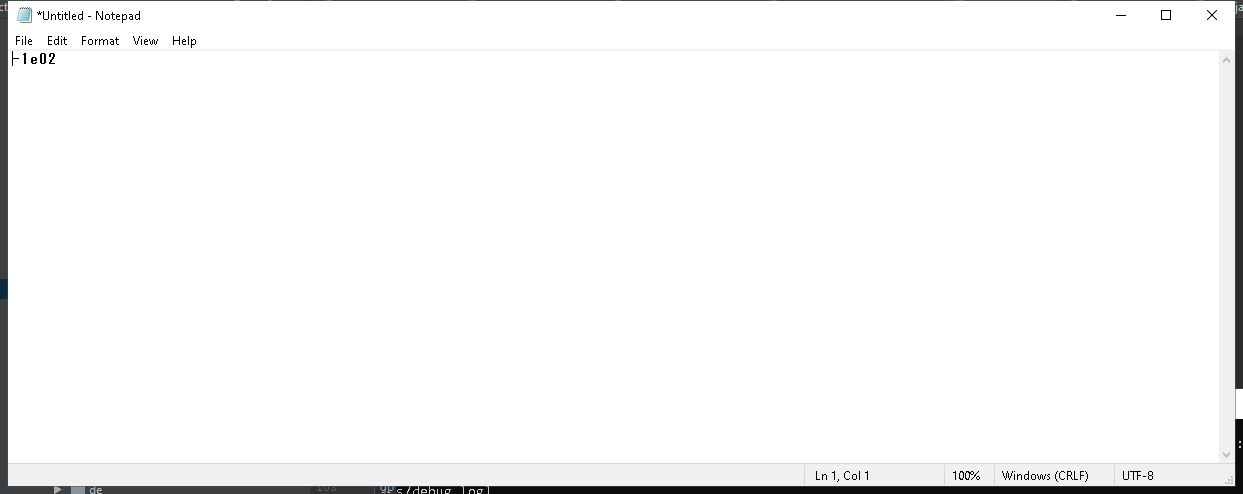 *Untitled - Notepad
File Edit Format View Help
-1e02
Ln 1, Col 1 100% Windows (CRLF) UTF-8
de 103 s/debug.log]